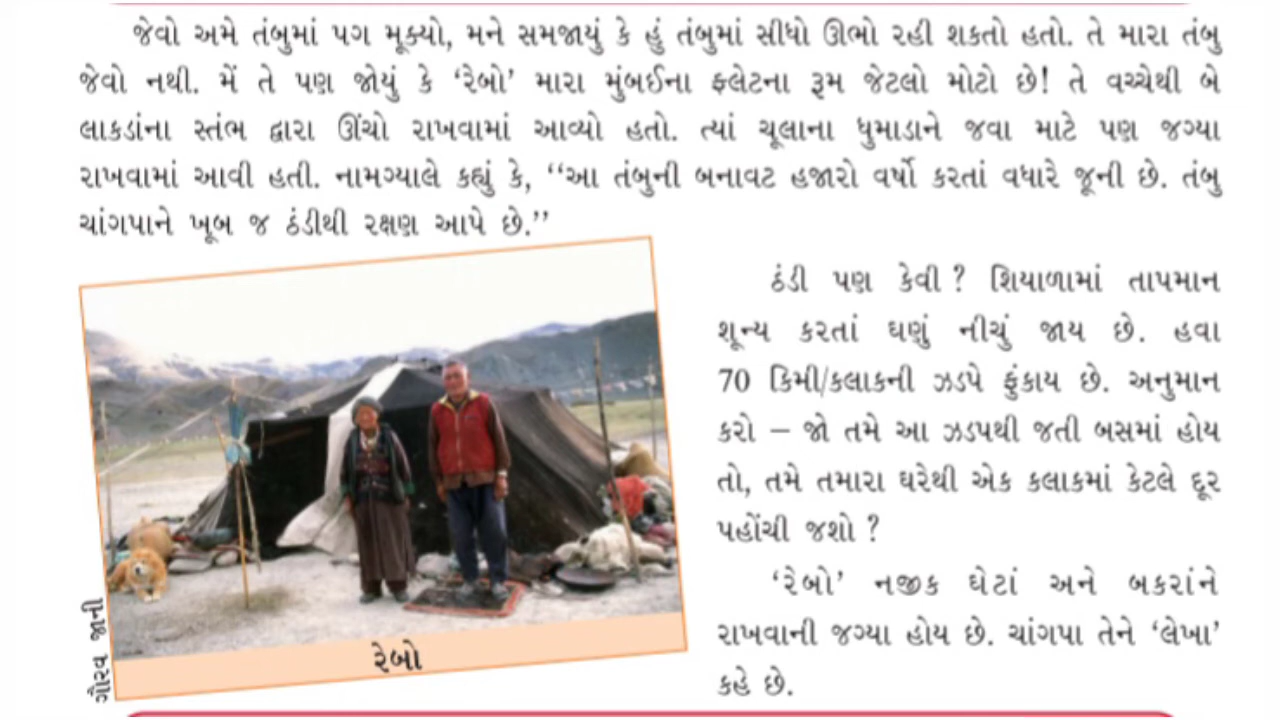 જેવો અમે તંબુમાં પગ મૂક્યો, મને સમજાયું કે હું તંબુમાં સીધો ઊભો રહી શકતો હતો. તે મારા તંબુ
જેવો નથી. મેં તે પણ જોયું કે ‘રેબો’ મારા મુંબઈના ફ્લેટના રૂમ જેટલો મોટો છે! તે વચ્ચેથી બે
લાકડાંના સ્તંભ દ્વારા ઊંચો રાખવામાં આવ્યો હતો. ત્યાં ચૂલાના ધુમાડાને જવા માટે પણ જગ્યા
રાખવામાં આવી હતી. નામગ્યાલે કહ્યું કે, ‘‘આ તંબુની બનાવટ હજારો વર્ષો કરતાં વધારે જૂની છે. તંબુ
ચાંગપાને ખૂબ જ ઠંડીથી રક્ષણ આપે છે.’’
ઠંડી પણ કેવી ? શિયાળામાં તાપમાન
શૂન્ય કરતાં ઘણું નીચું જાય છે. હવા
70 કિમી/કલાકની ઝડપે ફુંકાય છે. અનુમાન
કરો – જો તમે આ ઝડપથી જતી બસમાં હોય
તો, તમે તમારા ઘરેથી એક કલાકમાં કેટલે દૂર
પહોંચી જશો ?
‘રેબો’ નજીક ઘેટાં અને બકરાંને
રાખવાની જગ્યા હોય છે. ચાંગપા તેને ‘લેખા’
કહે છે.
રેબો
ગૌરવ જાની